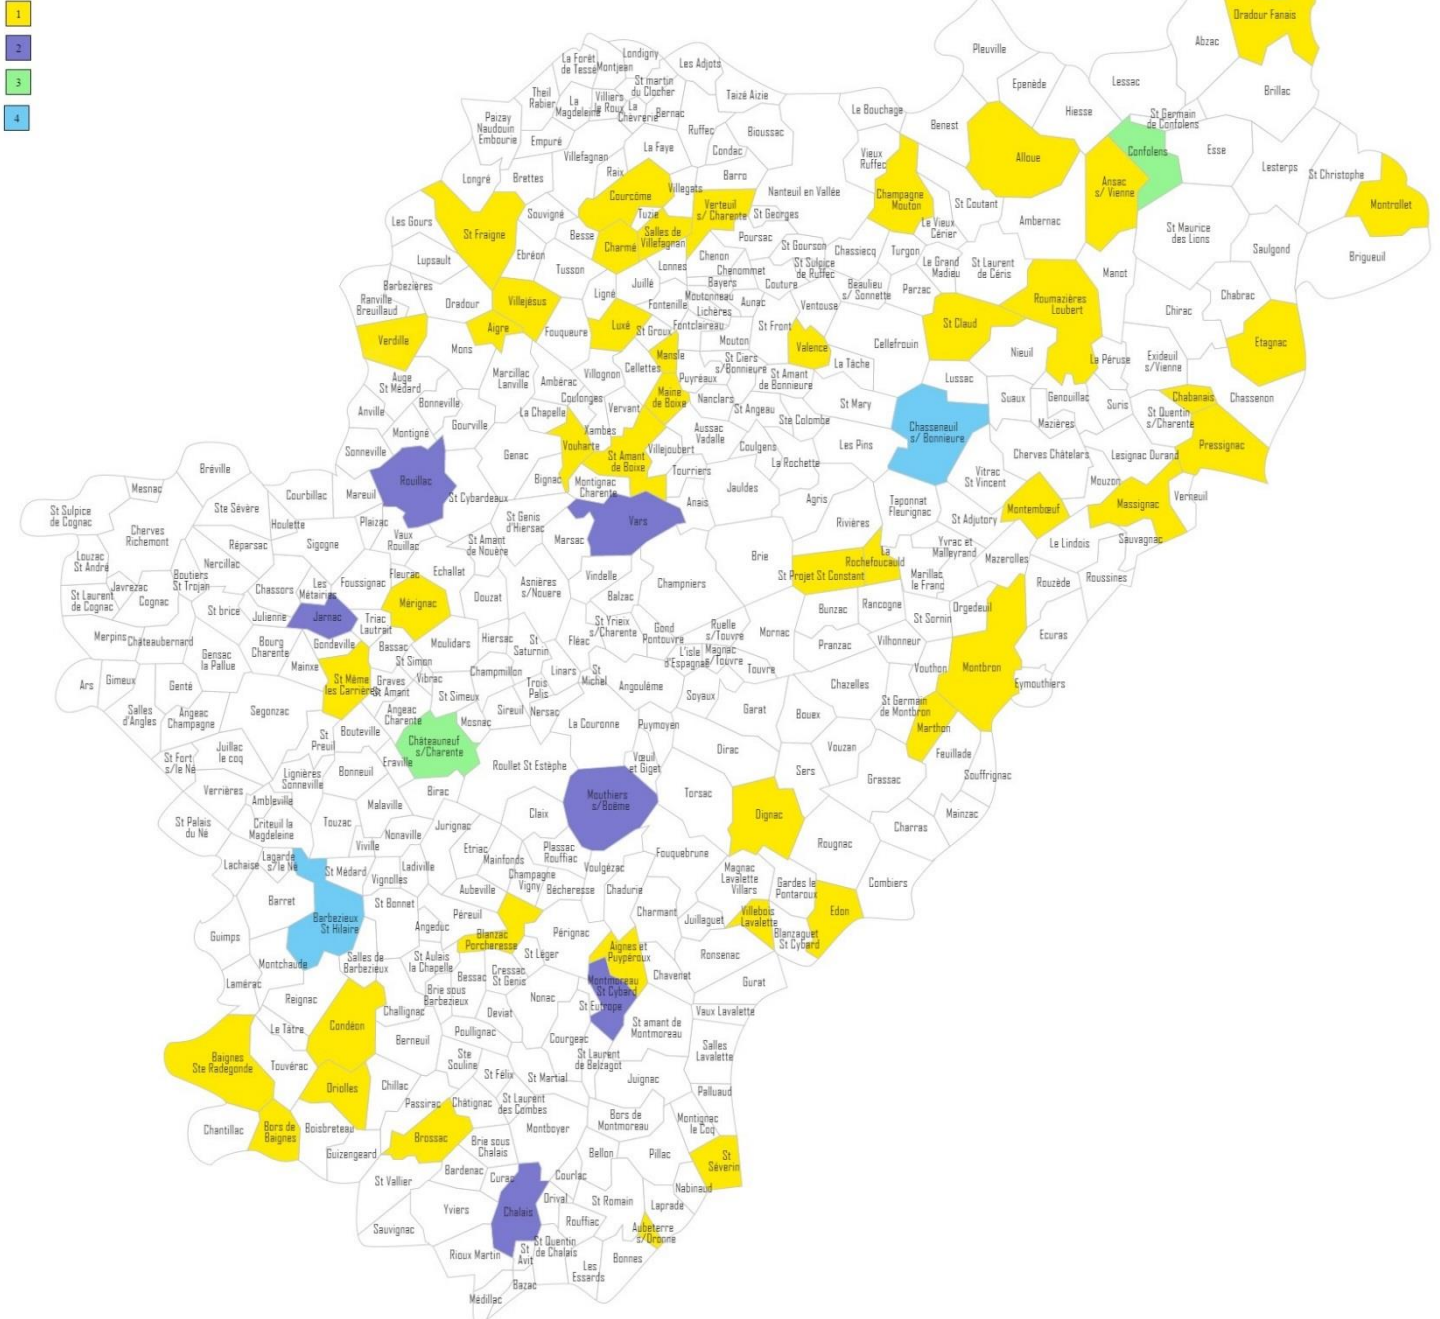 1
2
3
4
Oradour Fanais
Abzac
Pleuville
Londigny
La Forêt
de Tessé
Montjean
Les Adjots
Epenède
Lessac
Brillac
St martin
du Clocher
Theil
Rabier
La
Magdeleine
Villiers
le Roux
La
Chèvrerie
Bernac
Taizé Aizie
Le Bouchage
Benest
Hiesse
St Germain
de Confolens
Paizay
Naudouin
Embourie
Empuré
Ruffec
Bioussac
Condac
La Faye
Villefagnan
Vieux
Ruffec
Alloue
Confolens
Esse
Lesterps
St Christophe
Longré
Brettes
Raix
Courcôme
Villegats
Barro
Verteuil
s/ Charente
Nanteuil en Vallée
Champagne
Mouton
Ansac
s/ Vienne
Montrollet
Les Gours
Souvigné
Tuzie
St Georges
St Coutant
Ambernac
St Fraigne
Besse
Charmé
Salles de
Villefagnan
Poursac
St Gourson
Chassiecq
Le Vieux
Cérier
St Maurice
des Lions
Saulgond
Brigueuil
Lupsault
Ebréon
Tusson
Lonnes
Chenon
Chenommet
St Sulpice
de Ruffec
Turgon
Le Grand
Madieu
St Laurent
de Céris
Manot
Barbezières
Ligné
Juillé
Bayers
Couture
Beaulieu
s/ Sonnette
Parzac
Chabrac
Ranville
Breuillaud
Oradour
Villejésus
Fontenille
Moutonneau
Lichères
Aunac
Ventouse
Roumazières
Loubert
Chirac
Verdille
Aigre
Fouqueure
Luxé
St Groux
Fontclaireau
St Front
St Claud
Etagnac
Mons
Mansle
Mouton
Valence
Cellefrouin
Nieuil
La Péruse
Exideuil
s/Vienne
Auge
St Médard
Marcillac
Lanville
Ambérac
Villognon
Cellettes
Puyréaux
St Ciers
s/Bonnieure
St Amant
de Bonnieure
La Tâche
Lussac
Anville
Bonneville
Coulonges
Vervant
Maine
de Boixe
Nanclars
St Angeau
St Mary
Suaux
Genouillac
Suris
Chabanais
Chassenon
Montigné
Gourville
La Chapelle
Xambes
Aussac
Vadalle
Ste Colombe
Chasseneuil
s/ Bonnieure
Mazières
St Quentin
s/Charente
Pressignac
Sonneville
Vouharte
St Amant
de Boixe
Villejoubert
Coulgens
Les Pins
Cherves Châtelars
Lesignac Durand
Genac
Bréville
Rouillac
Bignac
Montignac
Charente
Tourriers
La Rochette
Vitrac
St Vincent
Mouzon
Mesnac
Courbillac
Mareuil
St Cybardeaux
Anais
Jauldes
Agris
Taponnat
Fleurignac
Montembœuf
Massignac
Verneuil
St Sulpice
de Cognac
Ste Sévère
Houlette
Plaizac
St Genis
d'Hiersac
Vars
Rivières
St Adjutory
Cherves
Richemont
Réparsac
Sigogne
Vaux
Rouillac
St Amant
de Nouère
Marsac
Brie
La
Rochefoucauld
Yvrac et
Malleyrand
Le Lindois
Sauvagnac
Louzac
St André
Nercillac
Mazerolles
Boutiers
St Trojan
Les
Métairies
Foussignac
Fleurac
Echallat
Vindelle
St Projet St Constant
Marillac
le Franc
Rouzède
Roussines
Javrezac
Chassors
Asnières
s/Nouere
Champniers
St Laurent
de Cognac
Cognac
St brice
Julienne
Jarnac
Triac
Lautrait
Mérignac
Douzat
Balzac
Bunzac
Rancogne
Orgedeuil
Merpins
Châteaubernard
Bourg
Charente
Gondeville
Bassac
Moulidars
Hiersac
St
Saturnin
Fléac
St Yrieix
s/Charente
Gond
Pontouvre
Ruelle
s/Touvre
Mornac
Pranzac
Vilhonneur
St Sornin
Ecuras
Gensac
la Pallue
Mainxe
St Même
les Carrières
St Simon
Vibrac
Graves
St Amant
Champmillon
Linars
L'isle
d'Espagnac
Magnac
s/Touvre
Touvre
Vouthon
Montbron
Ars
Gimeux
Genté
Trois
Palis
St
Michel
Angoulême
Soyaux
Chazelles
Eymouthiers
Salles
d'Angles
Angeac
Champagne
Segonzac
Angeac
Charente
St Simeux
Mosnac
Sireuil
Nersac
La Couronne
Puymoyen
Garat
Bouex
St Germain
de Montbron
Marthon
Bouteville
Juillac
le coq
St
Preuil
Châteauneuf
s/Charente
Dirac
Vouzan
Feuillade
St Fort
s/le Né
Lignières
Sonneville
Bonneuil
Eraville
Roullet St Estèphe
Vœuil
et Giget
Sers
Grassac
Souffrignac
Verrières
Ambleville
Malaville
Birac
Mouthiers
s/Boëme
Torsac
Mainzac
St Palais
du Né
Criteuil la
Magdeleine
Touzac
Nonaville
Jurignac
Claix
Dignac
Charras
Viville
Etriac
Plassac
Rouffiac
Fouquebrune
Rougnac
Lachaise
Lagarde
s/le Né
St Médard
Ladiville
Mainfonds
Voulgézac
Magnac
Lavalette
Villars
Vignolles
Aubeville
Champagne
Vigny
Bécheresse
Chadurie
Gardes le
Pontaroux
Combiers
Barret
Barbezieux
St Hilaire
St Bonnet
Péreuil
Charmant
Juillaguet
Villebois
Lavalette
Edon
Guimps
Angeduc
Blanzac
Porcheresse
Pérignac
Aignes et
Puypéroux
Blanzaguet
St Cybard
Montchaude
Salles de
Barbezieux
St Aulais
la Chapelle
St Léger
Ronsenac
Lamérac
Bessac
Cressac
St Genis
Montmoreau
St Cybard
Chavenet
Gurat
Reignac
Brie sous
Barbezieux
Nonac
St Eutrope
Condéon
Challignac
Deviat
Vaux Lavalette
Le Tâtre
Berneuil
Poullignac
Courgeac
St amant de
Montmoreau
Baignes
Ste Radegonde
Touvérac
Ste
Souline
St Laurent
de Belzagot
Salles
Lavalette
Oriolles
Chillac
St Félix
St Martial
Juignac
Palluaud
Passirac
Châtignac
St Laurent
des Combes
Chantillac
Bors de
Baignes
Boisbreteau
Brossac
Montboyer
Bors de
Montmoreau
Montignac
le Coq
Guizengeard
Brie sous
Chalais
Bellon
Pillac
St
Séverin
St Vallier
Bardenac
Curac
Courlac
Nabinaud
Yviers
Chalais
Orival
St Romain
Laprade
Sauvignac
Rouffiac
Aubeterre
s/Dronne
Rioux Martin
St
Avit
St Quentin
de Chalais
Bonnes
Les
Essards
Bazac
Médillac